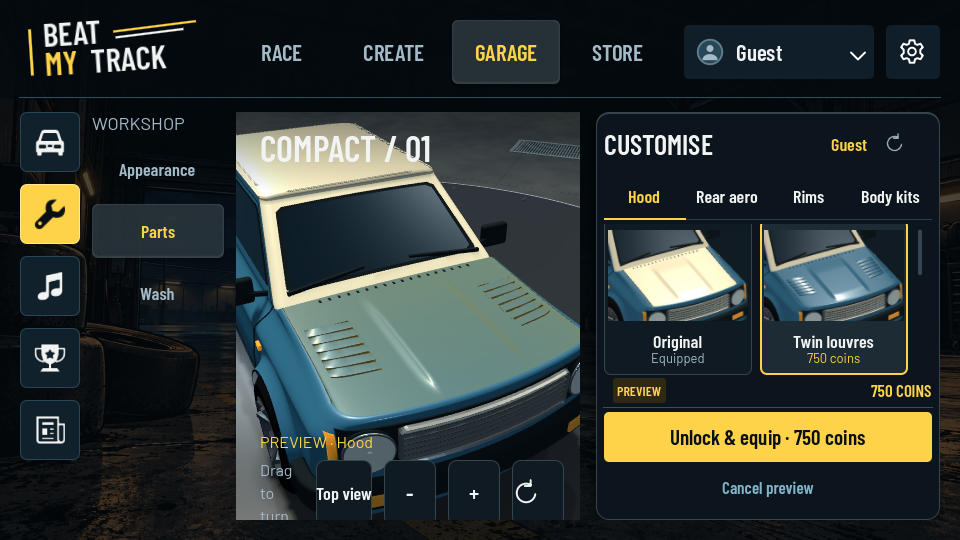 BEAT
MY TRACK
RACE
CREATE
GARAGE
STORE
Guest
WORKSHOP
Appearance
Parts
Wash
COMPACT / 01
PREVIEW · Hood
Drag
to
turn
Top view
-
+
CUSTOMISE
Guest
Hood
Rear aero
Rims
Body kits
Original
Equipped
Twin louvres
750 coins
PREVIEW
750 COINS
Unlock & equip · 750 coins
Cancel preview